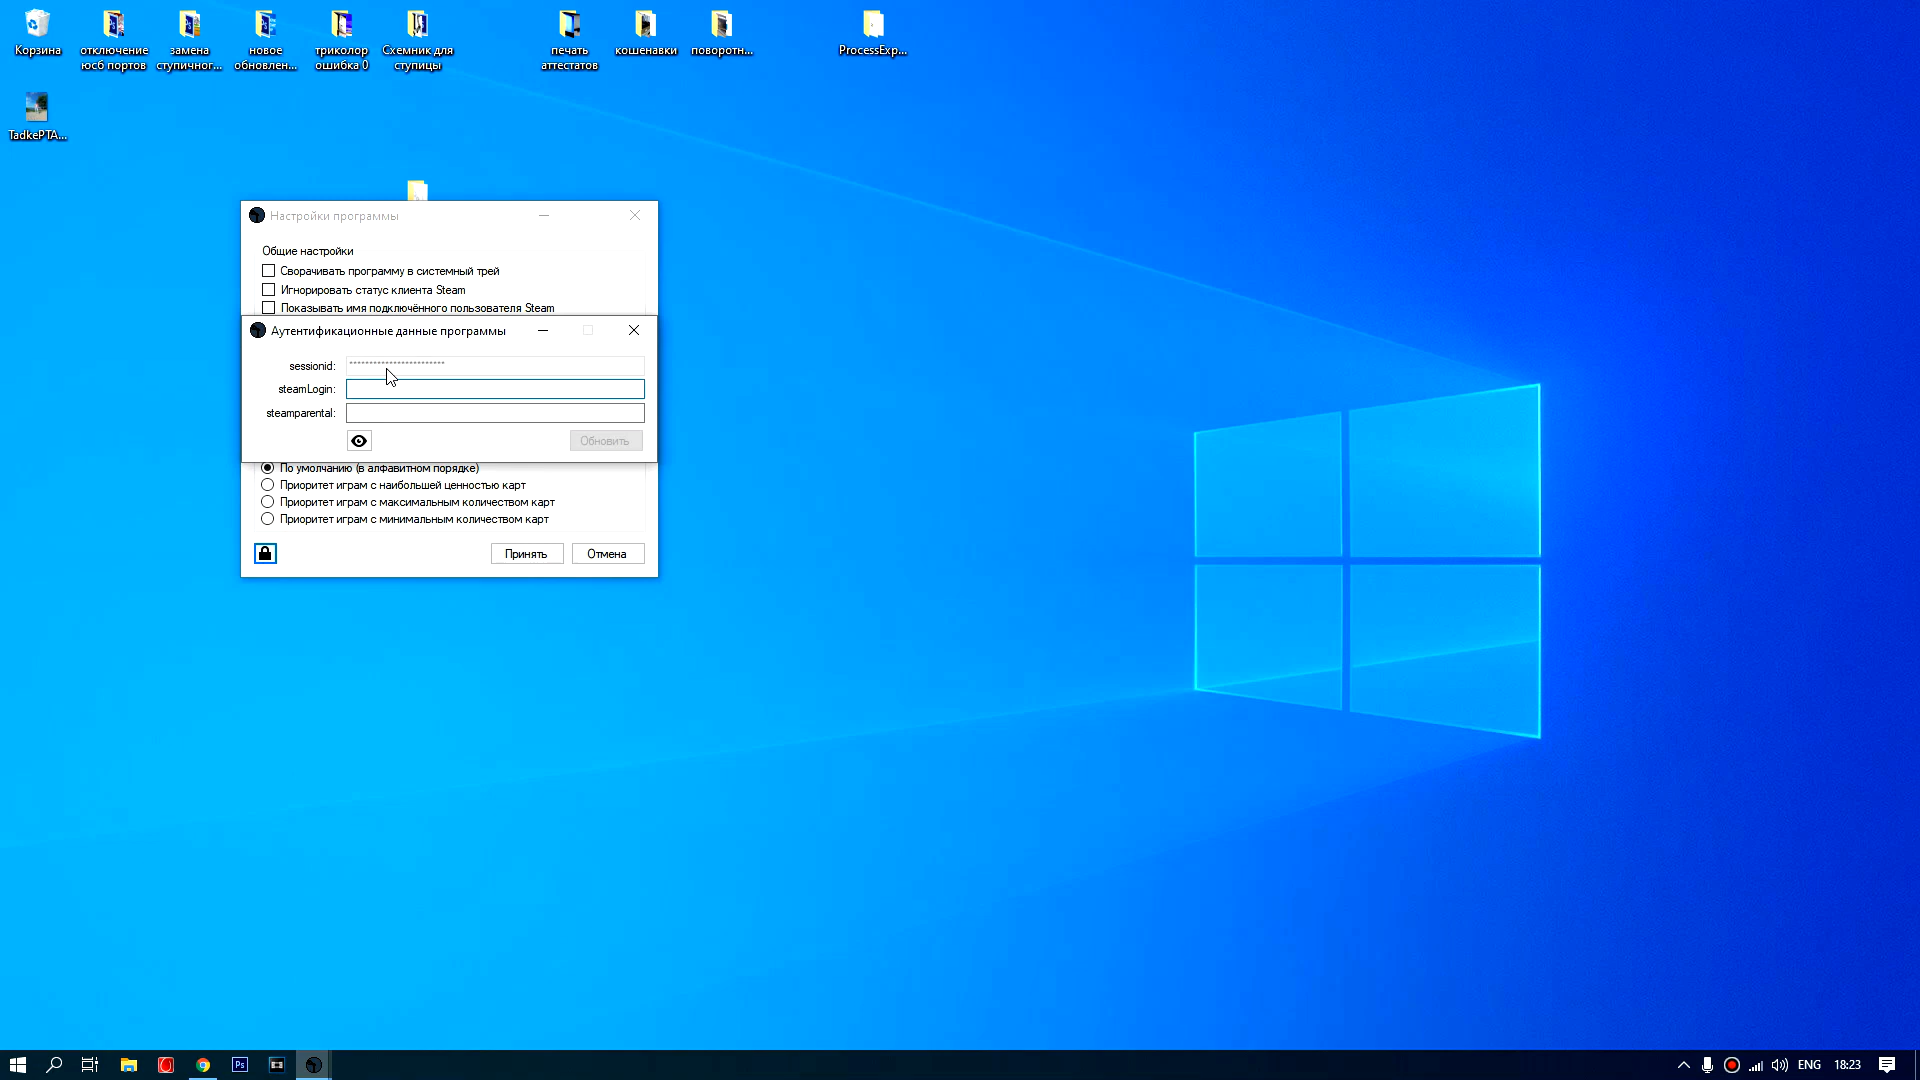 Корзина
отключение
юсб портов
замена
ступичног...
новое
обновлен...
триколор
ошибка 0
Схемник для
ступицы
печать
аттестатов
кошенавки
поворотн...
ProcessExp...
TadkePTA...
Настройки программы
Общие настройки
Сворачивать программу в системный трей
Игнорировать статус клиента Steam
Показывать имя подключённого пользователя Steam
Аутентификационные данные программы
sessionid: ************************
steamLogin:
steamparental:
Обновить
По умолчанию (в алфавитном порядке)
Приоритет играм с наибольшей ценностью карт
Приоритет играм с максимальным количеством карт
Приоритет играм с минимальным количеством карт
Принять
Отмена
Ps
ENG
18:23